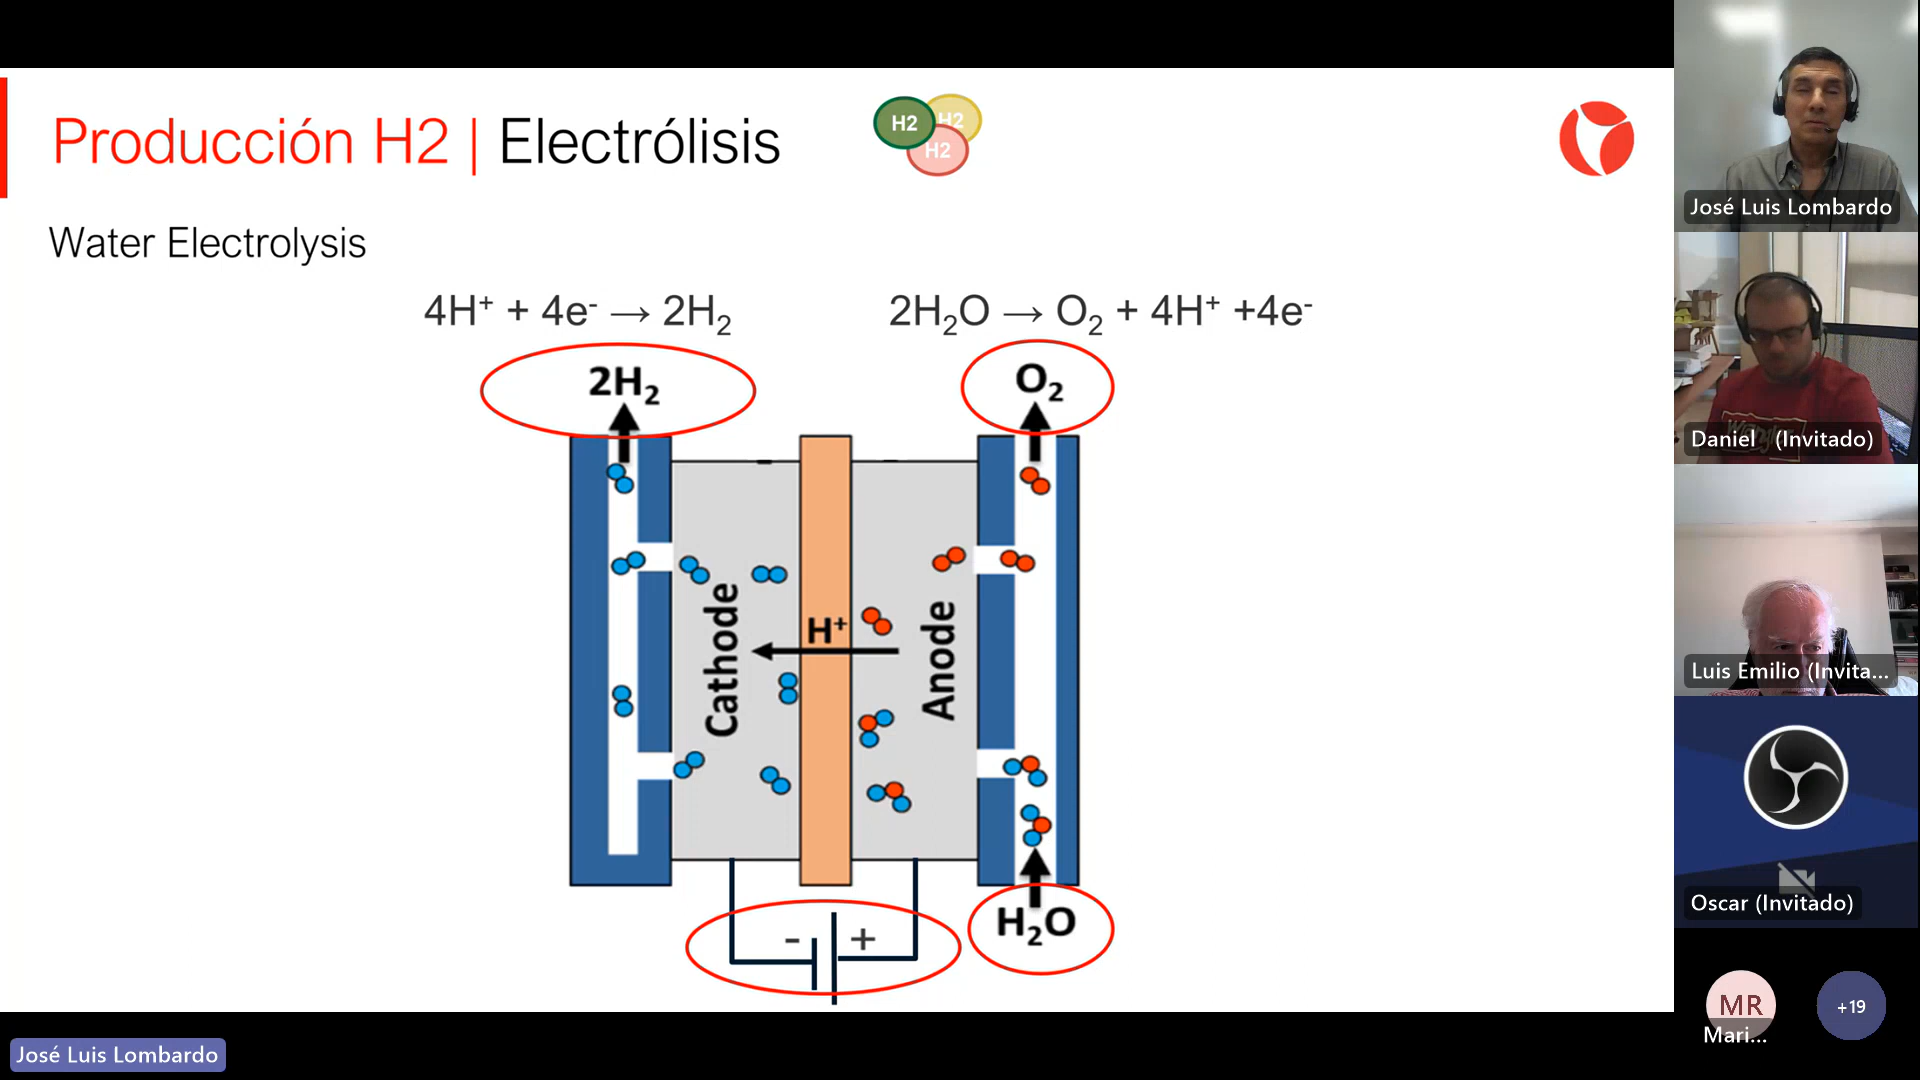 Producción H2 | Electrólisis
H2
H2
H2
Water Electrolysis
4H⁺ + 4e⁻ → 2H₂
2H₂O → O₂ + 4H⁺ +4e⁻
2H₂
O₂
Cathode
H⁺
Anode
- +
H₂O
José Luis Lombardo
José Luis Lombardo
Daniel (Invitado)
Luis Emilio (Invita...
Oscar (Invitado)
MR
Mari...
+19